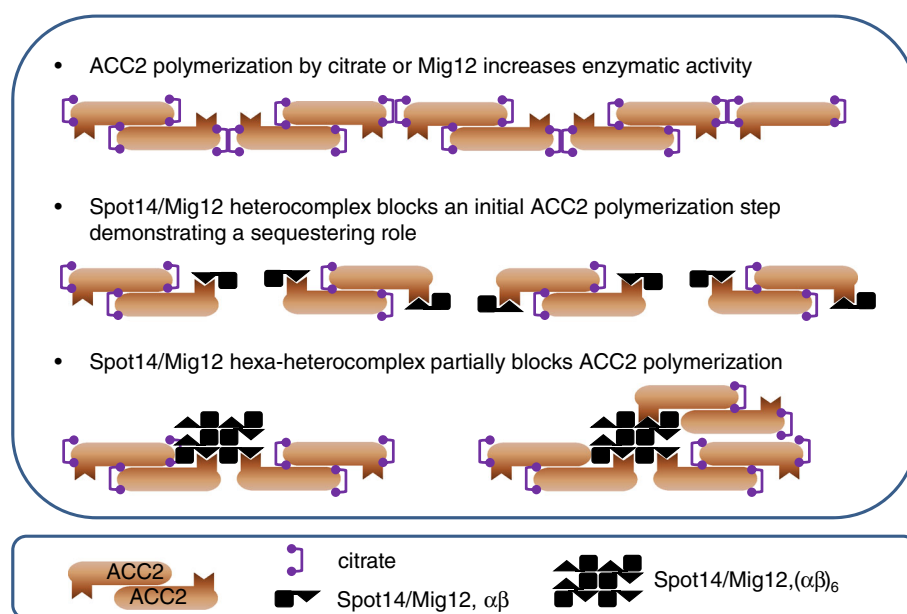 • ACC2 polymerization by citrate or Mig12 increases enzymatic activity
• Spot14/Mig12 heterocomplex blocks an initial ACC2 polymerization step
demonstrating a sequestering role
• Spot14/Mig12 hexa-heterocomplex partially blocks ACC2 polymerization
ACC2
ACC2
citrate
Spot14/Mig12, αβ
Spot14/Mig12,(αβ)₆